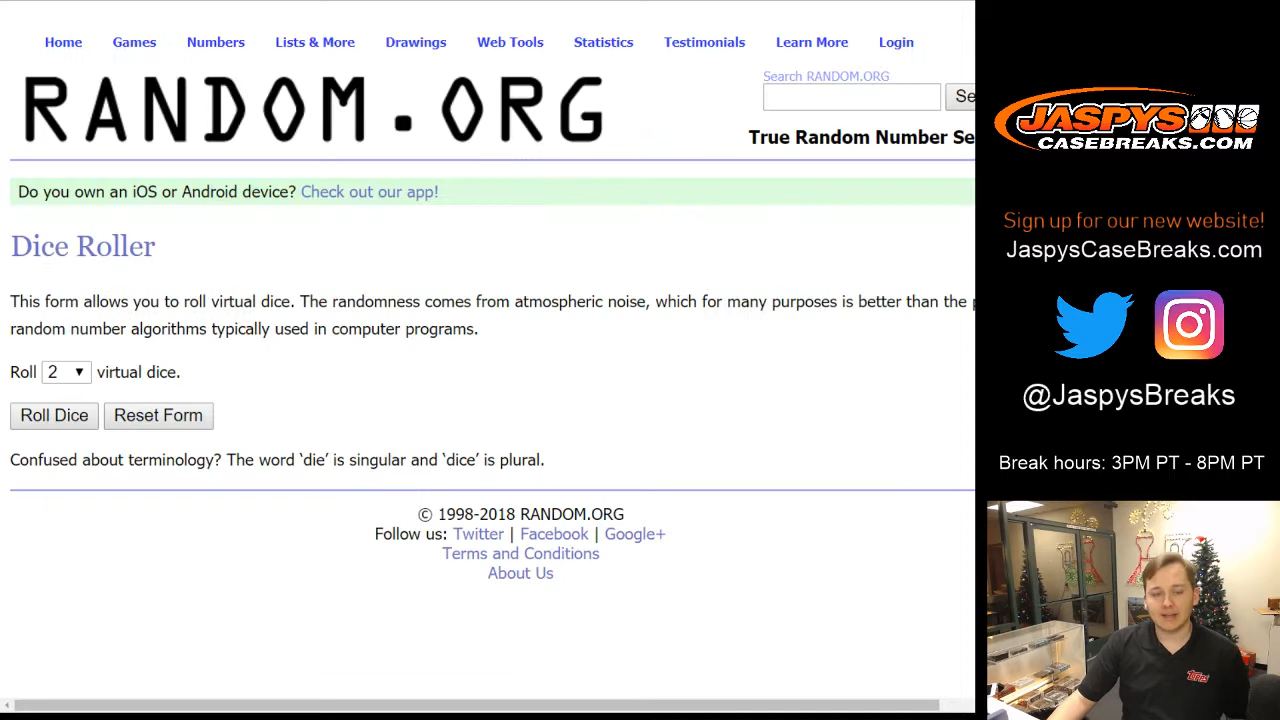 Home Games Numbers Lists & More Drawings Web Tools Statistics Testimonials Learn More Login
RANDOM.ORG
Search RANDOM.ORG
Se
True Random Number Se
Do you own an iOS or Android device? Check out our app!
Dice Roller
This form allows you to roll virtual dice. The randomness comes from atmospheric noise, which for many purposes is better than the
random number algorithms typically used in computer programs.
Roll 2 virtual dice.
Roll Dice Reset Form
Confused about terminology? The word ‘die’ is singular and ‘dice’ is plural.
© 1998-2018 RANDOM.ORG
Follow us: Twitter | Facebook | Google+
Terms and Conditions
About Us
JASPYS
CASEBREAKS.COM
Sign up for our new website!
JaspysCaseBreaks.com
@JaspysBreaks
Break hours: 3PM PT - 8PM PT
Topps